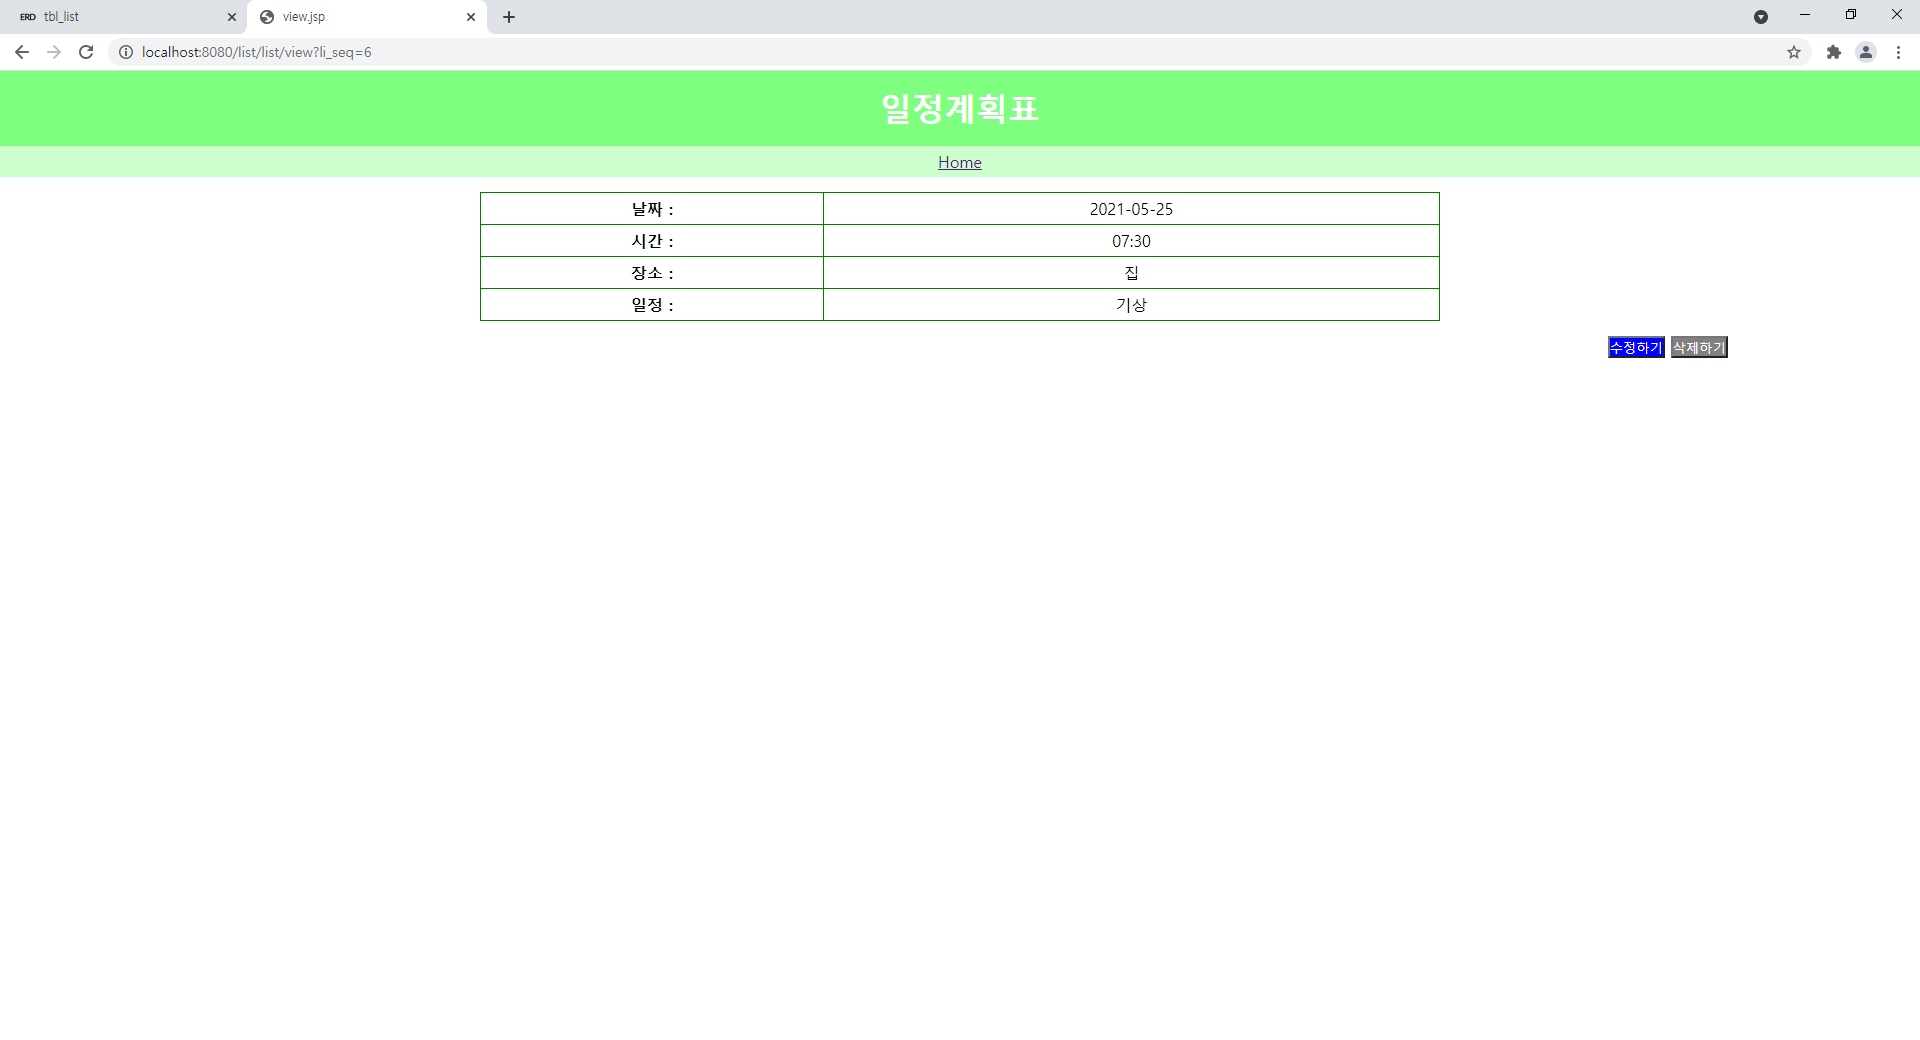 ERD tbl_list
view.jsp
localhost:8080/list/list/view?li_seq=6
일정계획표
Home
날짜 : 2021-05-25
시간 : 07:30
장소 : 집
일정 : 기상
수정하기 삭제하기